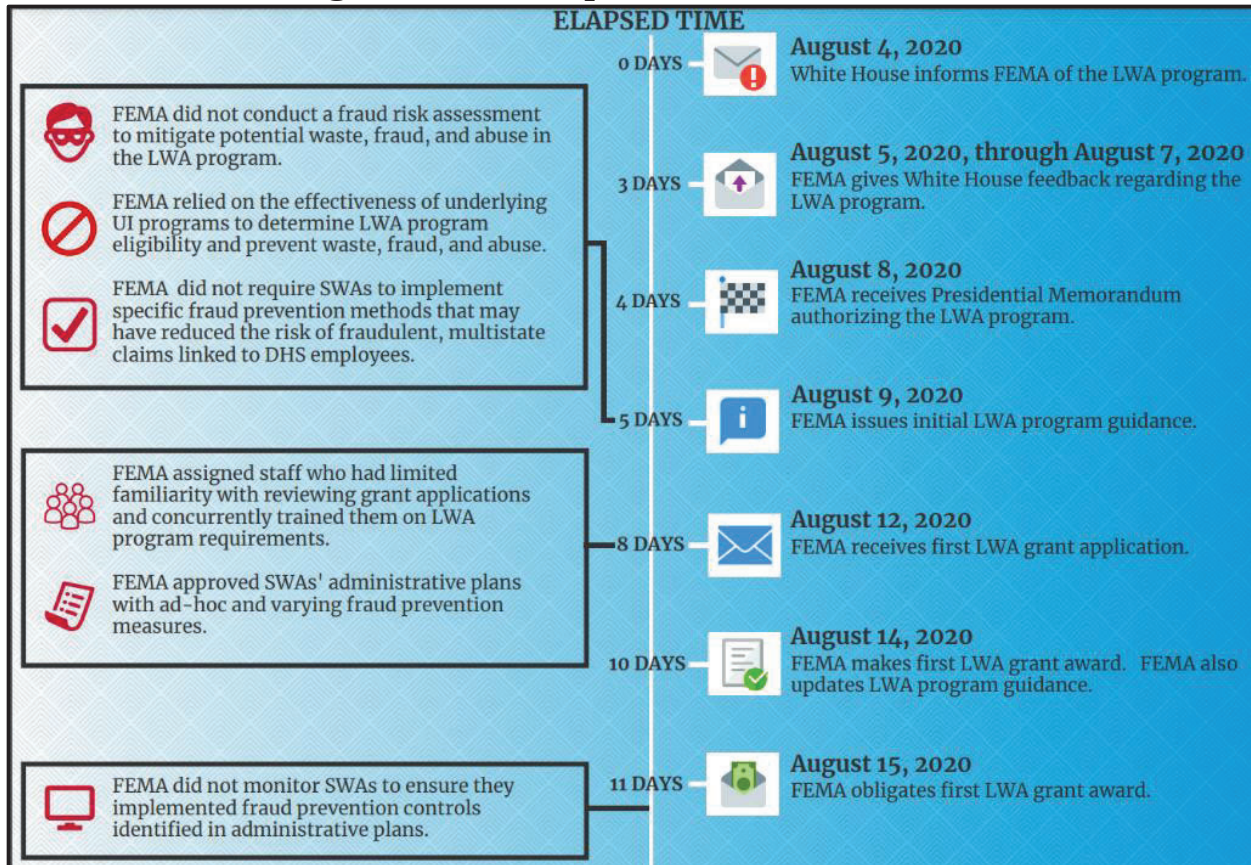 ELAPSED TIME
0 DAYS
August 4, 2020
White House informs FEMA of the LWA program.
FEMA did not conduct a fraud risk assessment
to mitigate potential waste, fraud, and abuse in
the LWA program.
FEMA relied on the effectiveness of underlying
UI programs to determine LWA program
eligibility and prevent waste, fraud, and abuse.
FEMA did not require SWAs to implement
specific fraud prevention methods that may
have reduced the risk of fraudulent, multistate
claims linked to DHS employees.
3 DAYS
August 5, 2020, through August 7, 2020
FEMA gives White House feedback regarding the
LWA program.
4 DAYS
August 8, 2020
FEMA receives Presidential Memorandum
authorizing the LWA program.
5 DAYS
August 9, 2020
FEMA issues initial LWA program guidance.
FEMA assigned staff who had limited
familiarity with reviewing grant applications
and concurrently trained them on LWA
program requirements.
FEMA approved SWAs' administrative plans
with ad-hoc and varying fraud prevention
measures.
8 DAYS
August 12, 2020
FEMA receives first LWA grant application.
10 DAYS
August 14, 2020
FEMA makes first LWA grant award. FEMA also
updates LWA program guidance.
FEMA did not monitor SWAs to ensure they
implemented fraud prevention controls
identified in administrative plans.
11 DAYS
August 15, 2020
FEMA obligates first LWA grant award.